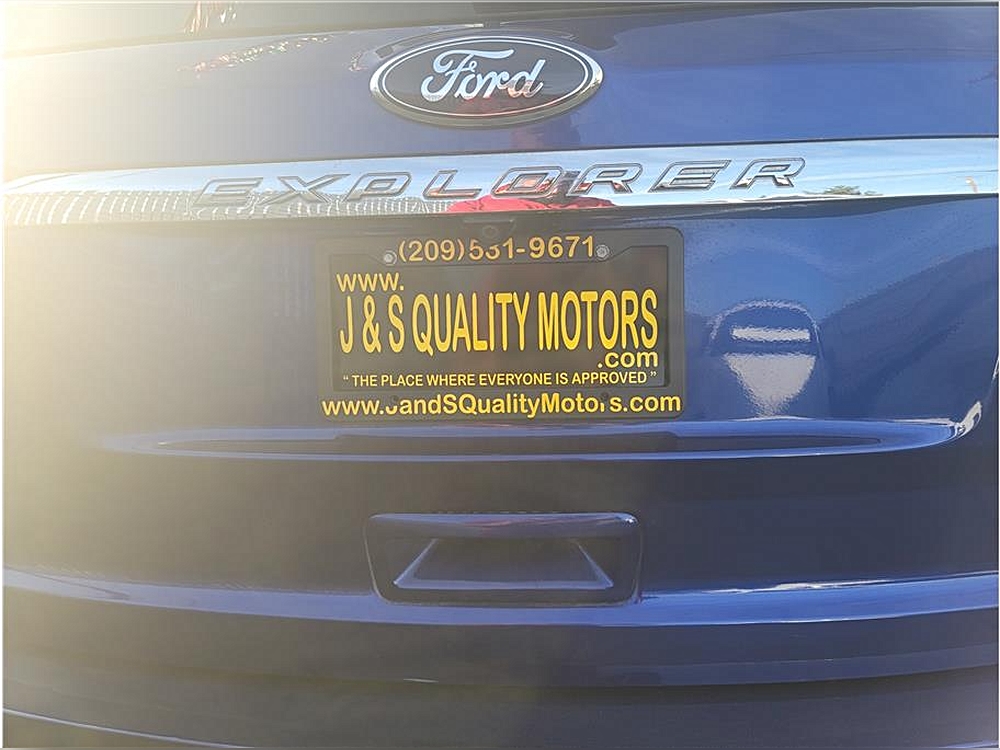 Ford
EXPLORER
(209)531-9671
www.
J & S QUALITY MOTORS
.com
“ THE PLACE WHERE EVERYONE IS APPROVED ”
www.JandSQualityMotors.com